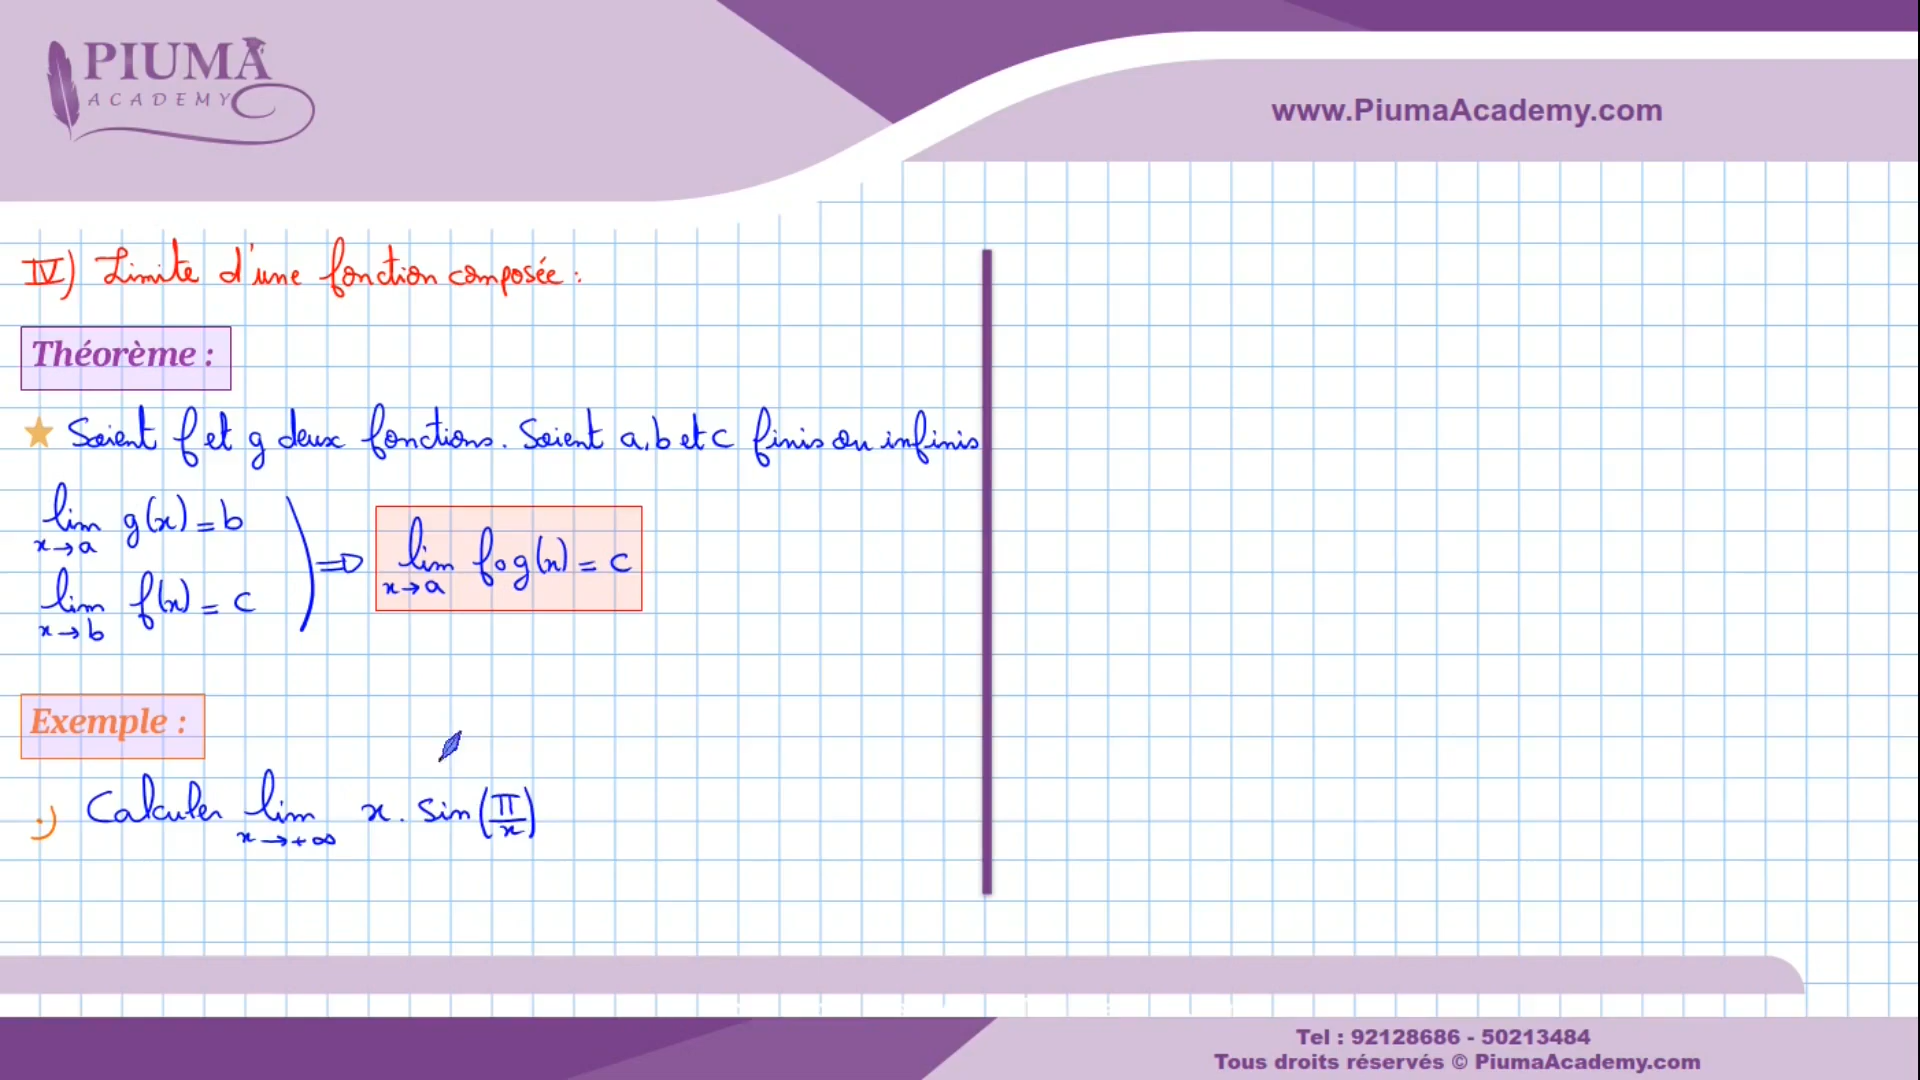 PIUMA
ACADEMY
www.PiumaAcademy.com
IV) Limite d'une fonction composée :
Théorème :
Soient f et g deux fonctions. Soient a, b et c finis ou infinis
lim g(x) = b
x→a
lim f(x) = c
x→b
⇒ lim fog(x) = c
x→a
Exemple :
.) Calculer lim x. sin(π/x)
x→+∞
Tel : 92128686 - 50213484
Tous droits réservés © PiumaAcademy.com